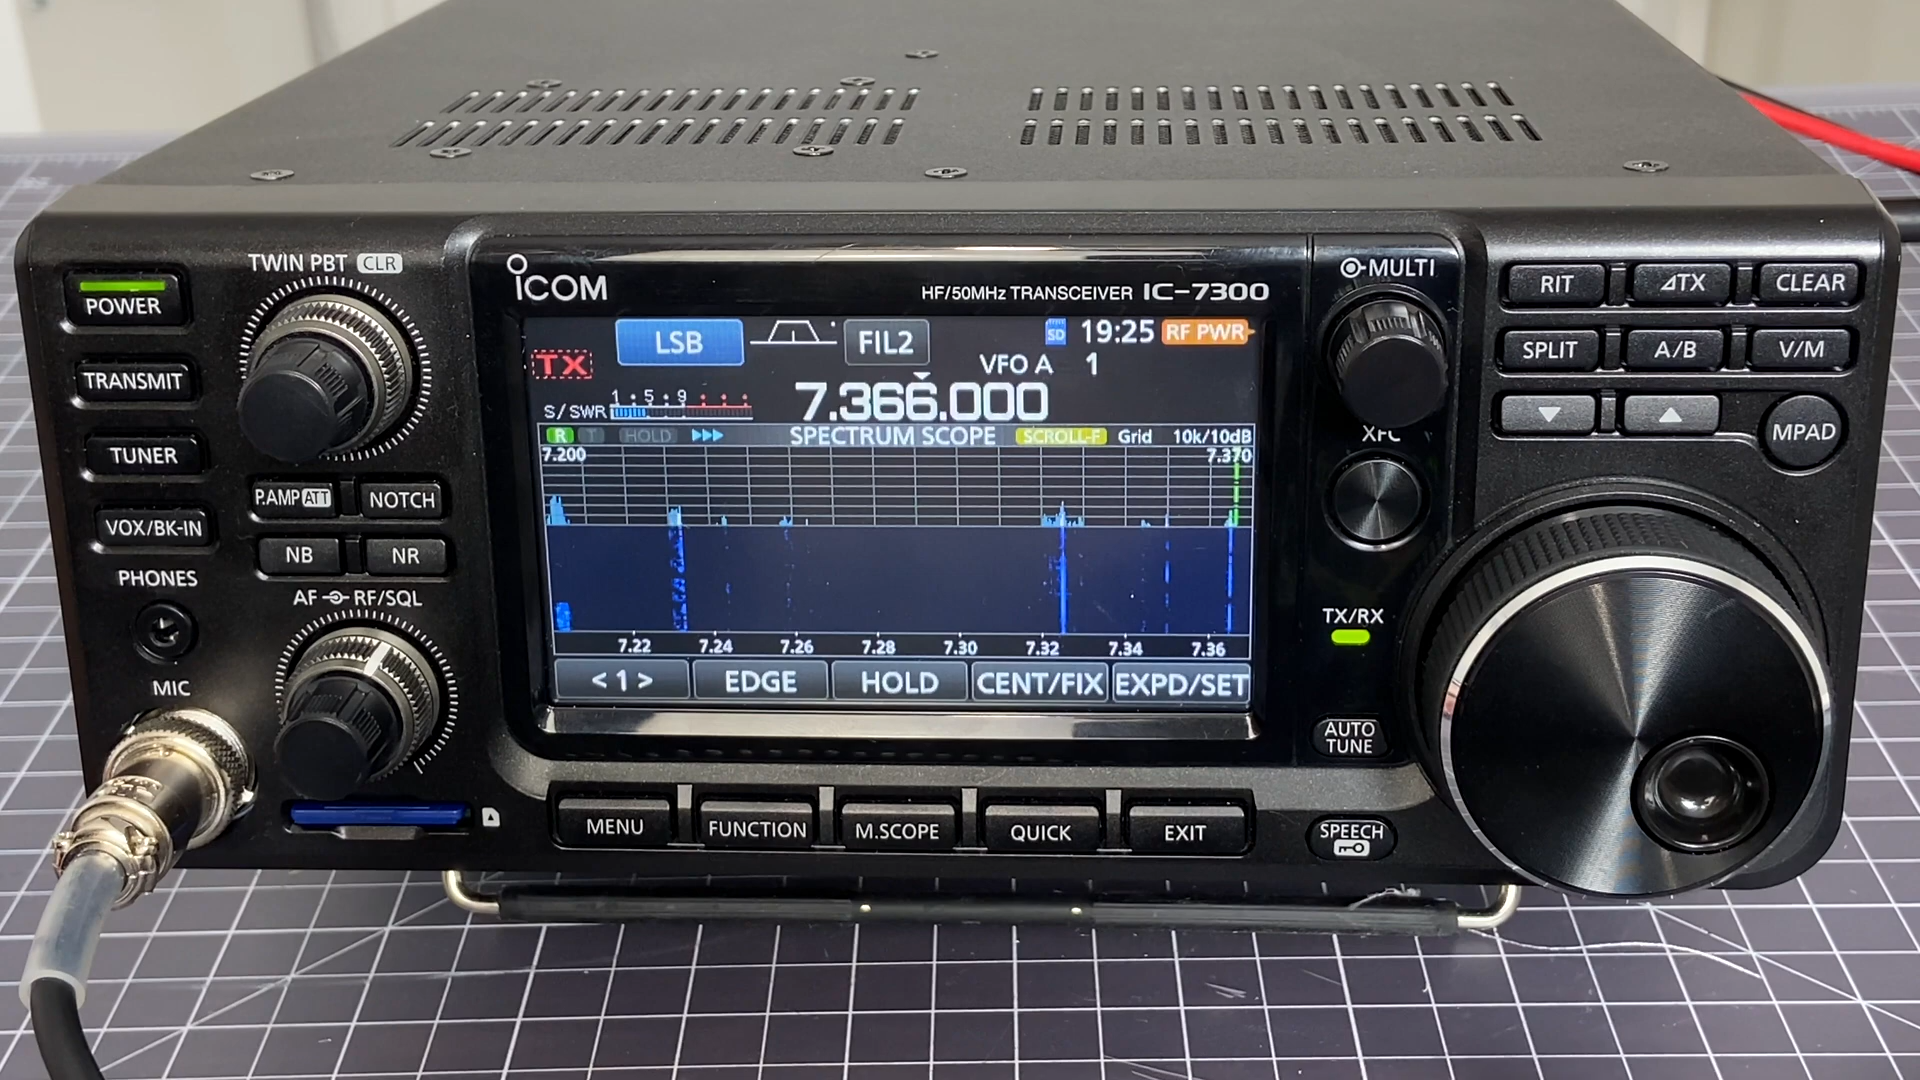 TWIN PBT CLR
POWER
TRANSMIT
TUNER
VOX/BK-IN
P.AMP ATT
NOTCH
NB
NR
PHONES
AF RF/SQL
MIC
ICOM
HF/50MHz TRANSCEIVER IC-7300
LSB
FIL2
SD
19:25
RF PWR
TX
VFO A 1
S/SWR
1 5 9
7.366.000
R T HOLD
SPECTRUM SCOPE
SCROLL-F
Grid
10k/10dB
7.200
7.370
7.22 7.24 7.26 7.28 7.30 7.32 7.34 7.36
<1>
EDGE
HOLD
CENT/FIX
EXPD/SET
MENU
FUNCTION
M.SCOPE
QUICK
EXIT
MULTI
XFC
TX/RX
AUTO
TUNE
SPEECH
RIT
⊿TX
CLEAR
SPLIT
A/B
V/M
▼
▲
MPAD